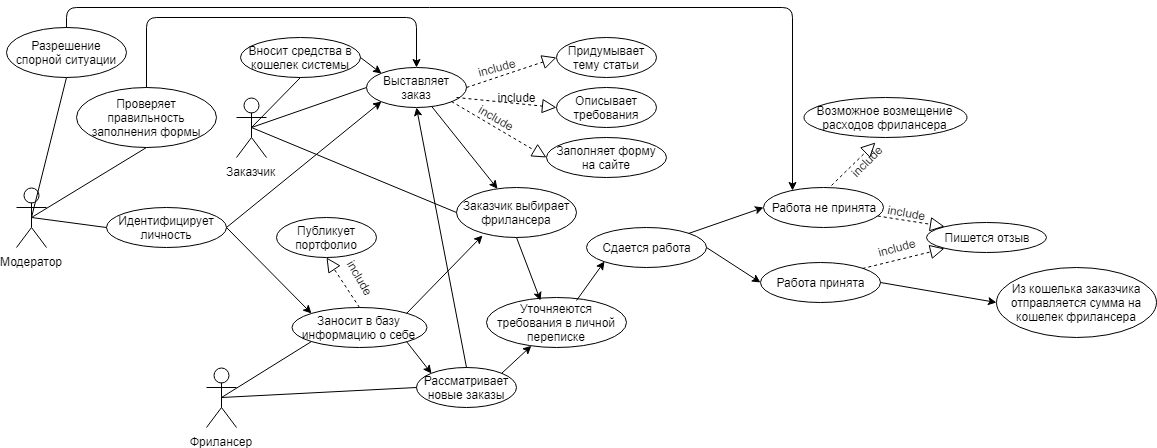 Разрешение
спорной ситуации
Проверяет
правильность
заполнения формы
Модератор
Идентифицирует
личность
Вносит средства в
кошелек системы
Заказчик
Выставляет
заказ
include
Придумывает
тему статьи
include
Описывает
требования
include
Заполняет форму
на сайте
Заказчик выбирает
фрилансера
Публикует
портфолио
include
Заносит в базу
информацию о себе
Фрилансер
Рассматривает
новые заказы
Уточняются
требования в личной
переписке
Сдается работа
Возможное возмещение
расходов фрилансера
include
Работа не принята
include
Пишется отзыв
include
Работа принята
Из кошелька заказчика
отправляется сумма на
кошелек фрилансера